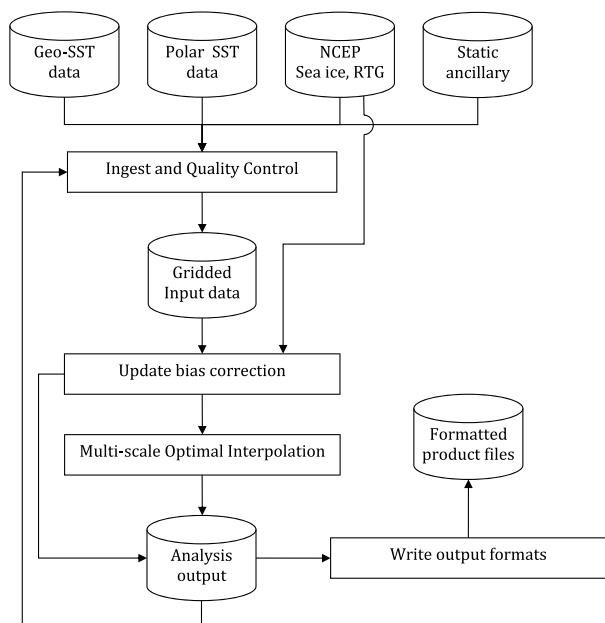 Geo-SST
data
Polar SST
data
NCEP
Sea ice, RTG
Static
ancillary
Ingest and Quality Control
Gridded
Input data
Update bias correction
Multi-scale Optimal Interpolation
Formatted
product files
Analysis
output
Write output formats